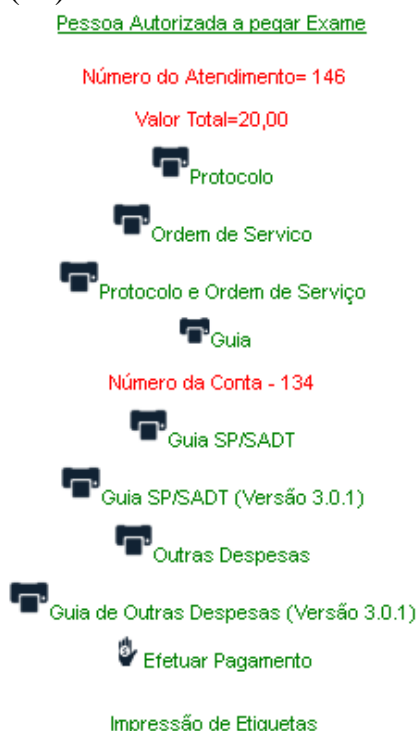 Pessoa Autorizada a pegar Exame
Número do Atendimento= 146
Valor Total=20,00
Protocolo
Ordem de Servico
Protocolo e Ordem de Serviço
Guia
Número da Conta - 134
Guia SP/SADT
Guia SP/SADT (Versão 3.0.1)
Outras Despesas
Guia de Outras Despesas (Versão 3.0.1)
Efetuar Pagamento
Impressão de Etiquetas